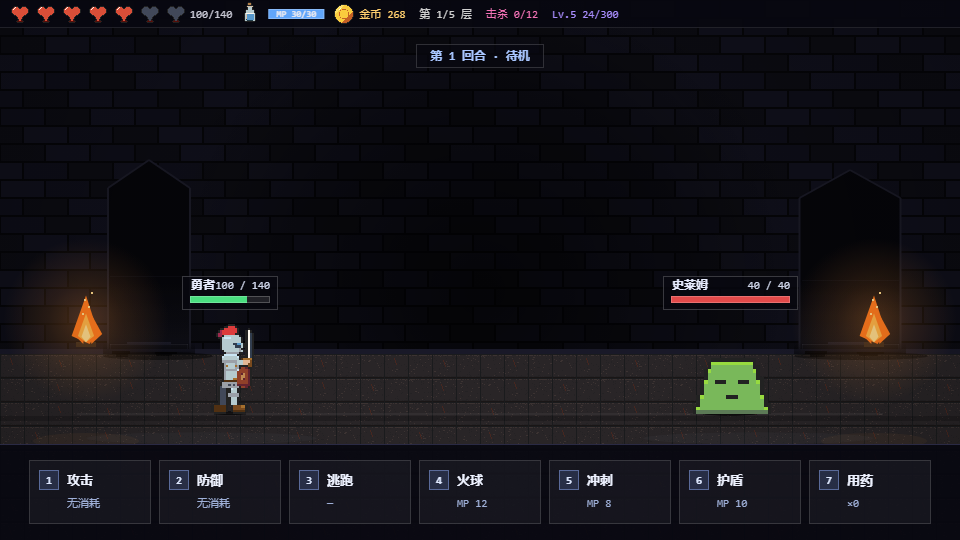 100/140 MP 30/30 金币 268 第 1/5 层 击杀 0/12 Lv.5 24/300
第 1 回合 · 待机
勇者100 / 140
史莱姆 40 / 40
1 攻击
无消耗
2 防御
无消耗
3 逃跑
—
4 火球
MP 12
5 冲刺
MP 8
6 护盾
MP 10
7 用药
×0